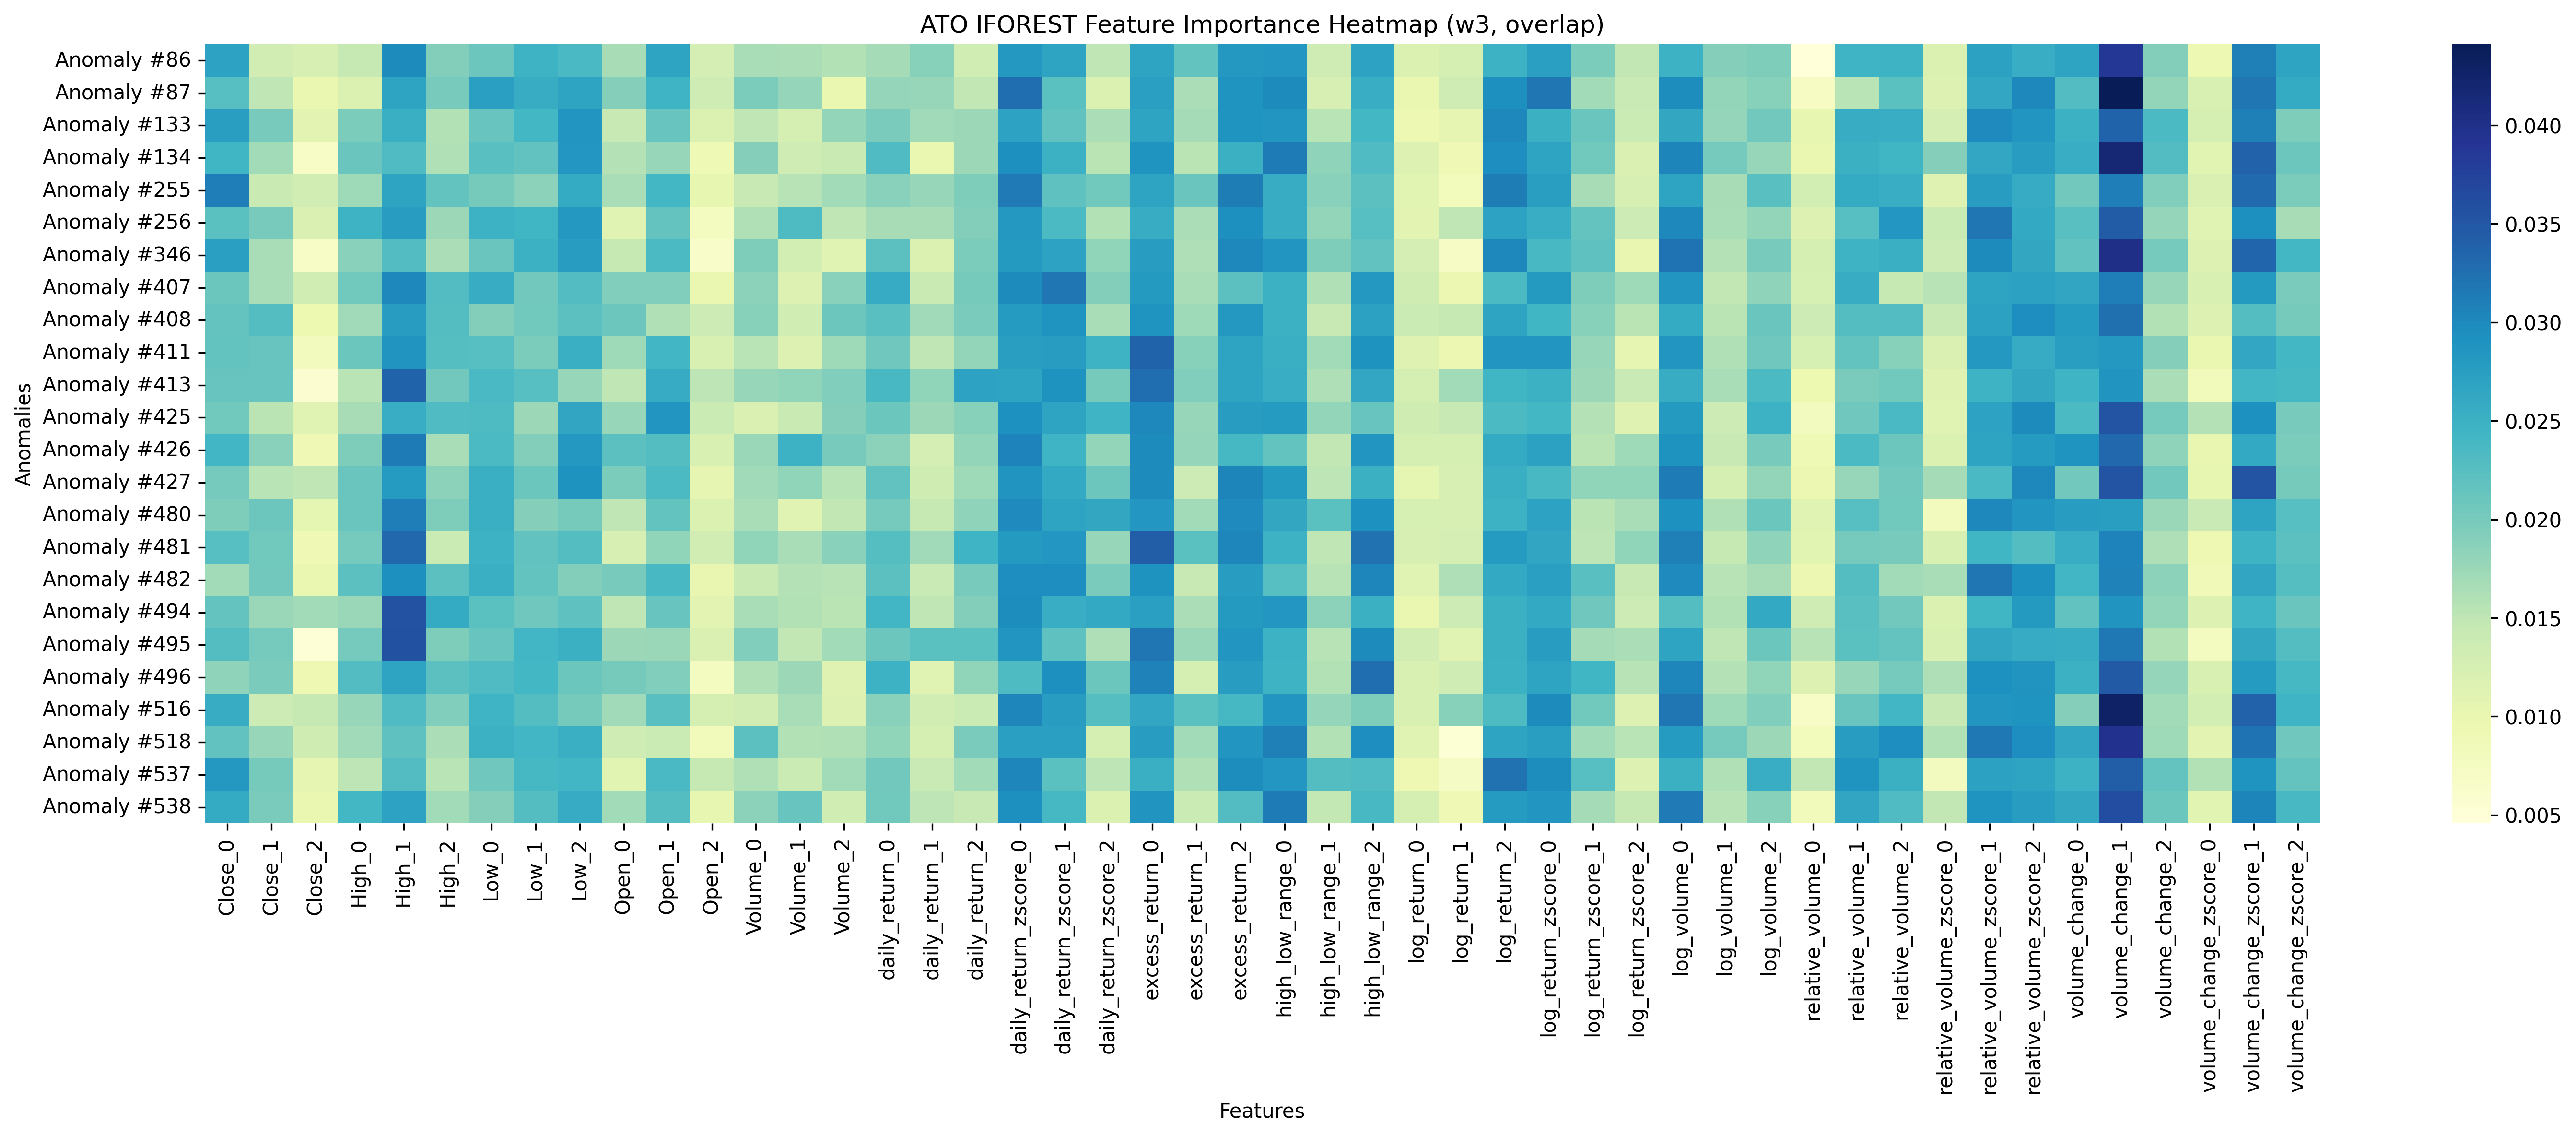 ATO IFOREST Feature Importance Heatmap (w3, overlap)
Anomalies
Anomaly #86
Anomaly #87
Anomaly #133
Anomaly #134
Anomaly #255
Anomaly #256
Anomaly #346
Anomaly #407
Anomaly #408
Anomaly #411
Anomaly #413
Anomaly #425
Anomaly #426
Anomaly #427
Anomaly #480
Anomaly #481
Anomaly #482
Anomaly #494
Anomaly #495
Anomaly #496
Anomaly #516
Anomaly #518
Anomaly #537
Anomaly #538
Close_0
Close_1
Close_2
High_0
High_1
High_2
Low_0
Low_1
Low_2
Open_0
Open_1
Open_2
Volume_0
Volume_1
Volume_2
daily_return_0
daily_return_1
daily_return_2
daily_return_zscore_0
daily_return_zscore_1
daily_return_zscore_2
excess_return_0
excess_return_1
excess_return_2
high_low_range_0
high_low_range_1
high_low_range_2
log_return_0
log_return_1
log_return_2
log_return_zscore_0
log_return_zscore_1
log_return_zscore_2
log_volume_0
log_volume_1
log_volume_2
relative_volume_0
relative_volume_1
relative_volume_2
relative_volume_zscore_0
relative_volume_zscore_1
relative_volume_zscore_2
volume_change_0
volume_change_1
volume_change_2
volume_change_zscore_0
volume_change_zscore_1
volume_change_zscore_2
Features
0.040
0.035
0.030
0.025
0.020
0.015
0.010
0.005